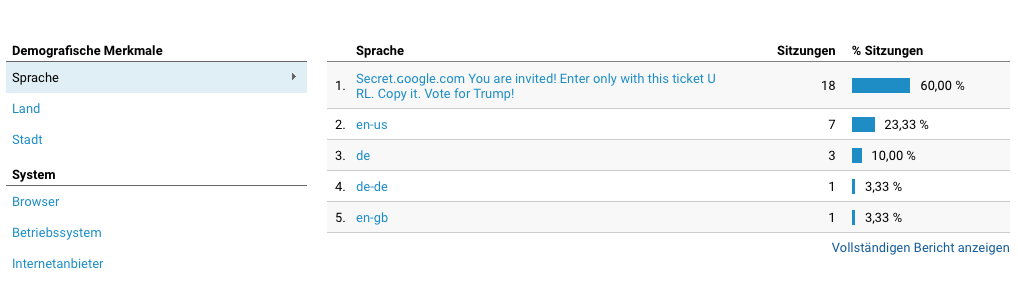 Demografische Merkmale
Sprache
Land
Stadt
System
Browser
Betriebssystem
Internetanbieter
Sprache Sitzungen % Sitzungen
1. Secret.ɢoogle.com You are invited! Enter only with this ticket U
RL. Copy it. Vote for Trump! 18 60,00 %
2. en-us 7 23,33 %
3. de 3 10,00 %
4. de-de 1 3,33 %
5. en-gb 1 3,33 %
Vollständigen Bericht anzeigen